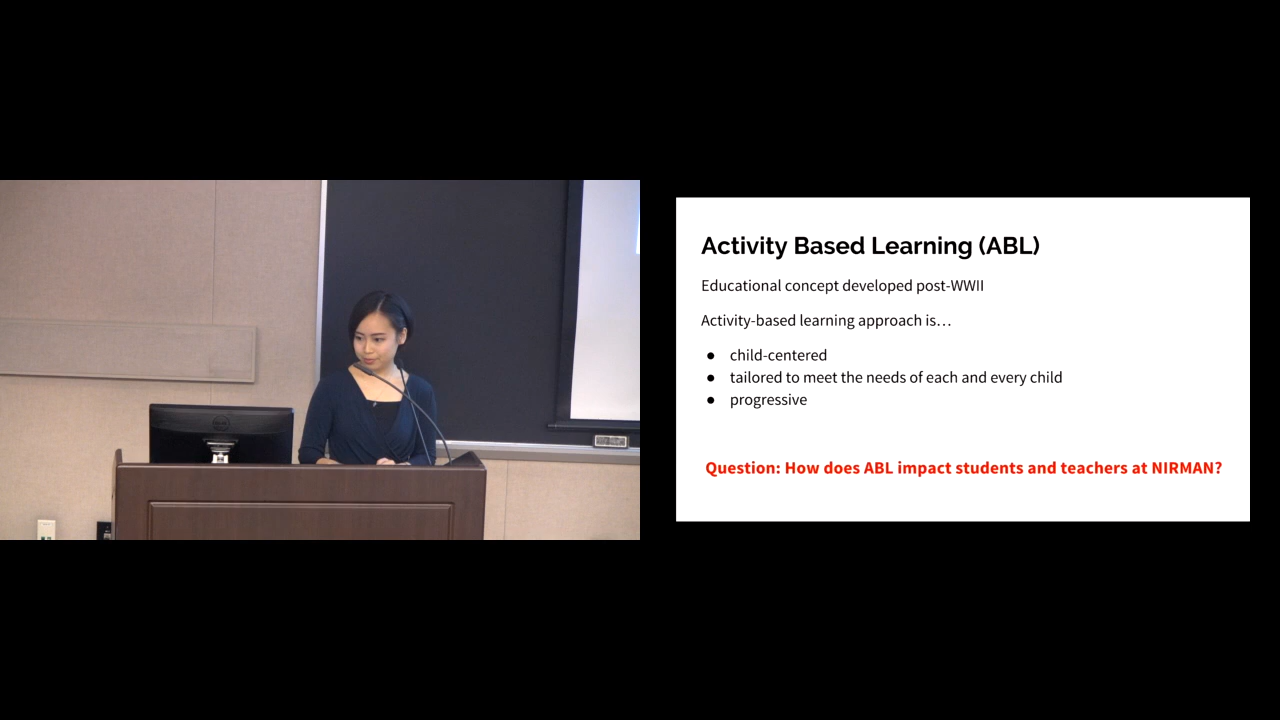 Activity Based Learning (ABL)
Educational concept developed post-WWII
Activity-based learning approach is…
● child-centered
● tailored to meet the needs of each and every child
● progressive
Question: How does ABL impact students and teachers at NIRMAN?